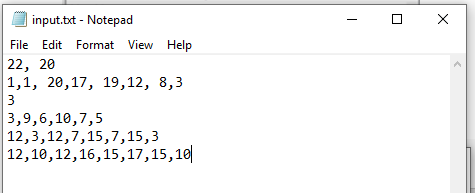 input.txt - Notepad
File Edit Format View Help
22, 20
1,1, 20,17, 19,12, 8,3
3
3,9,6,10,7,5
12,3,12,7,15,7,15,3
12,10,12,16,15,17,15,10